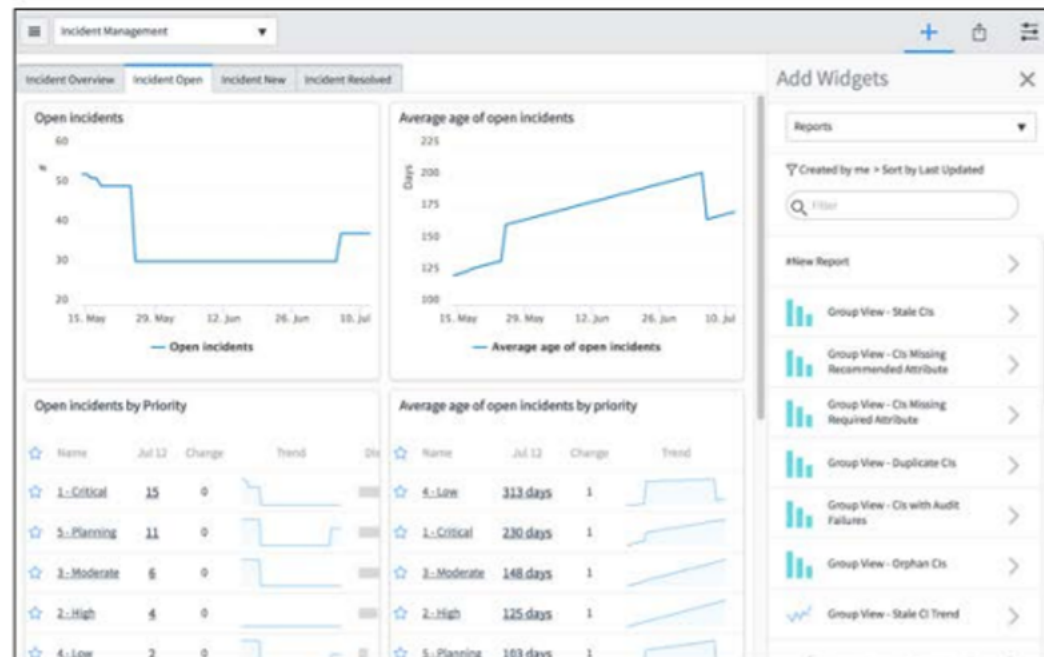 Incident Management
Incident Overview
Incident Open
Incident New
Incident Resolved
Open incidents
60
50
40
30
20
#
15. May
29. May
12. Jun
26. Jun
10. Jul
Open incidents
Average age of open incidents
225
200
175
150
125
100
Days
15. May
29. May
12. Jun
26. Jun
10. Jul
Average age of open incidents
Open incidents by Priority
Name Jul 12 Change Trend
1 - Critical 15 0
5 - Planning 11 0
3 - Moderate 6 0
2 - High 4 0
4 - Low 2 0
Average age of open incidents by priority
Name Jul 12 Change Trend
4 - Low 313 days 1
1 - Critical 230 days 1
3 - Moderate 148 days 1
2 - High 125 days 1
5 - Planning 103 days 1
Add Widgets
Reports
Created by me > Sort by Last Updated
Filter
#New Report
Group View - Stale CIs
Group View - CIs Missing
Recommended Attribute
Group View - CIs Missing
Required Attribute
Group View - Duplicate CIs
Group View - CIs with Audit
Failures
Group View - Orphan CIs
Group View - Stale CI Trend